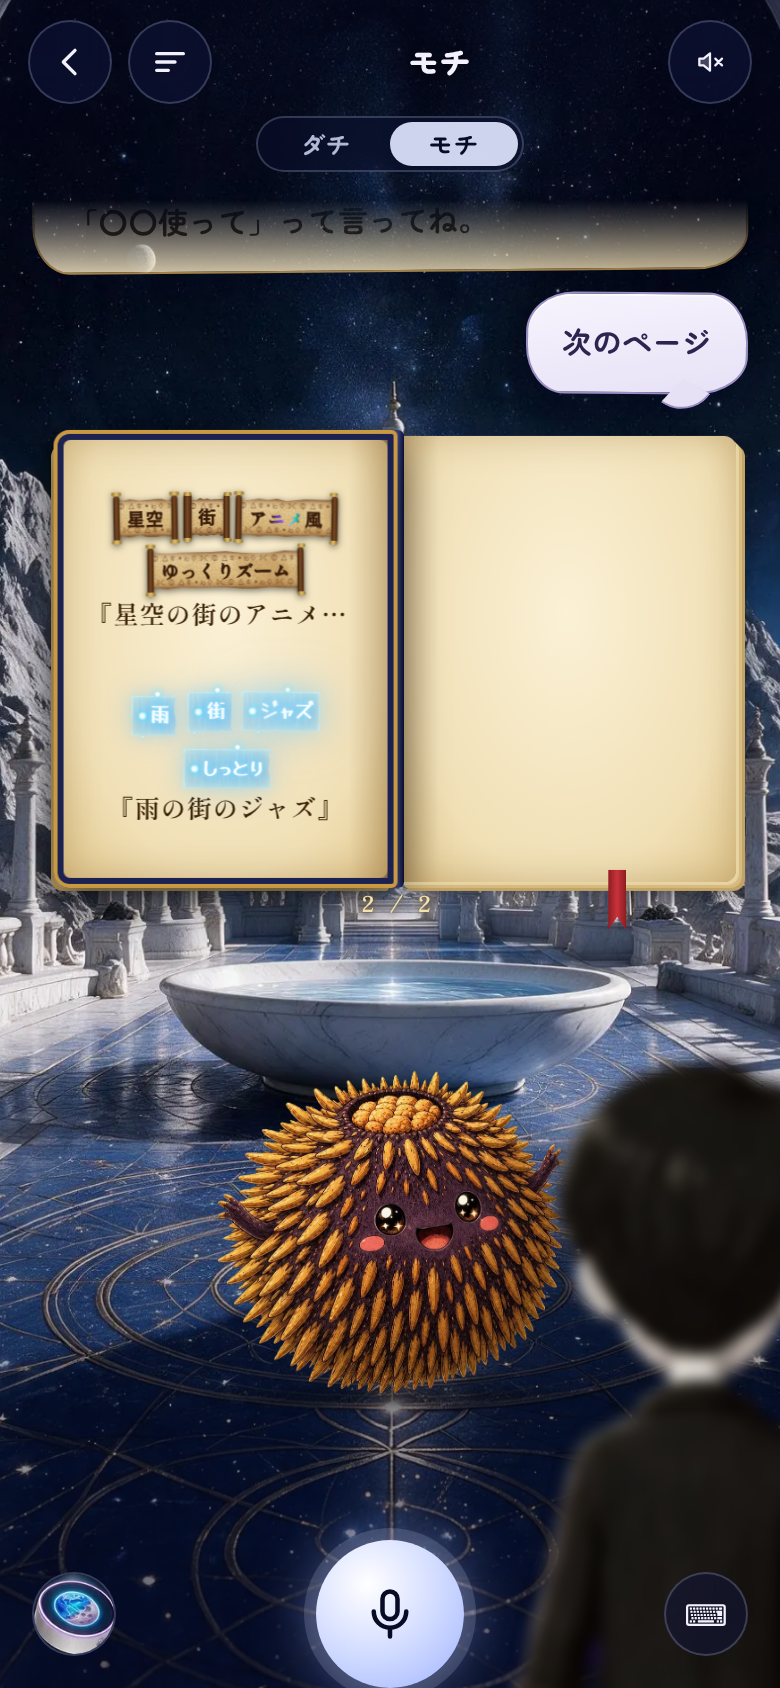 モチ
ダチ モチ
「〇〇使って」って言ってね。
次のページ
星空 街 アニメ風
ゆっくりズーム
『星空の街のアニメ…
雨 街 ジャズ
しっとり
『雨の街のジャズ』
2 / 2